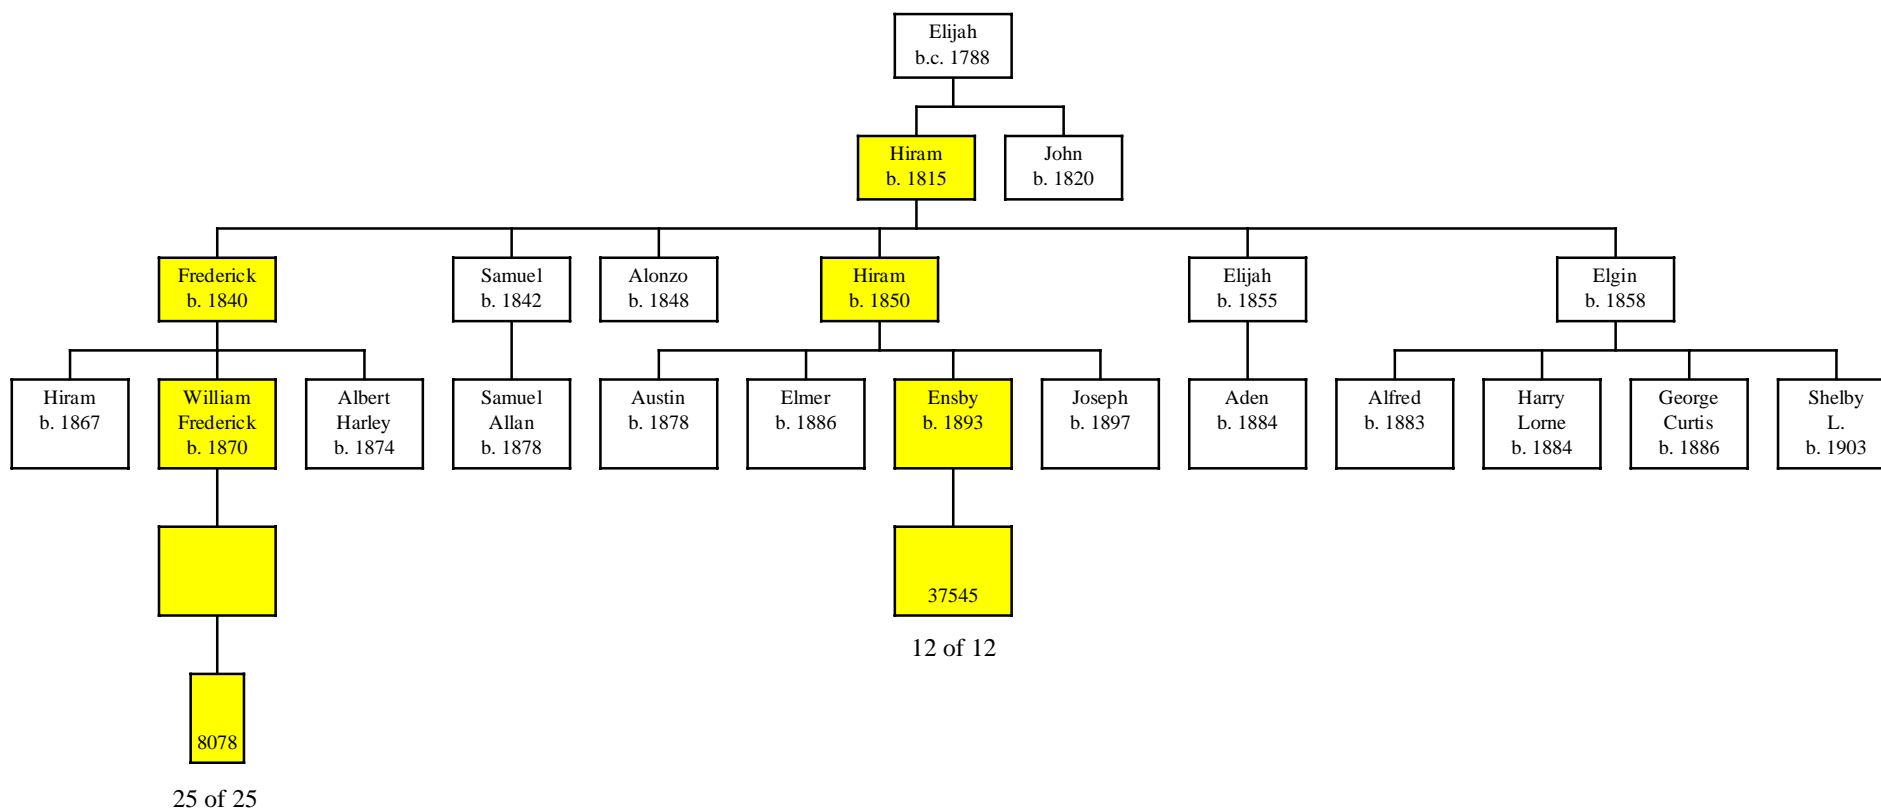 Elijah
b.c. 1788
Hiram
b. 1815
John
b. 1820
Frederick
b. 1840
Samuel
b. 1842
Alonzo
b. 1848
Hiram
b. 1850
Elijah
b. 1855
Elgin
b. 1858
Hiram
b. 1867
William
Frederick
b. 1870
Albert
Harley
b. 1874
Samuel
Allan
b. 1878
Austin
b. 1878
Elmer
b. 1886
Ensby
b. 1893
Joseph
b. 1897
Aden
b. 1884
Alfred
b. 1883
Harry
Lorne
b. 1884
George
Curtis
b. 1886
Shelby
L.
b. 1903
37545
12 of 12
8078
25 of 25